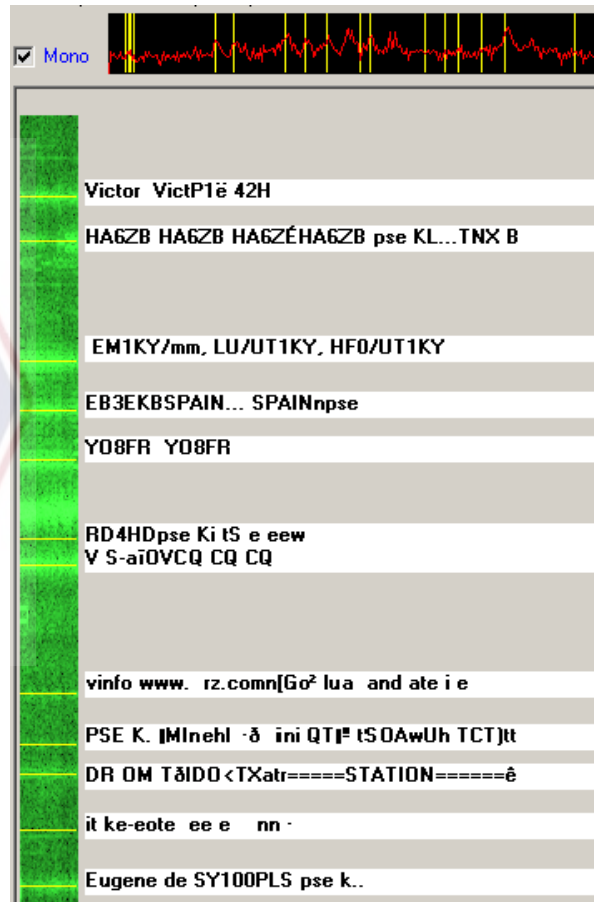 Mono
Victor VictP1ë 42H
HA6ZB HA6ZB HA6ZÉHA6ZB pse KL...TNX B
EM1KY/mm, LU/UT1KY, HF0/UT1KY
EB3EKBSPAIN... SPAINnpse
YO8FR YO8FR
RD4HDpse Ki tS e eew
V S-aïOVCQ CQ CQ
vinfo www. rz.comn[Go² lua and ate i e
PSE K. ini tSOAwUh TCT)tt
DR OM TðIDO<TXatr=====STATION======ê
it ke-eote ee e nn ·
Eugene de SY100PLS pse k..